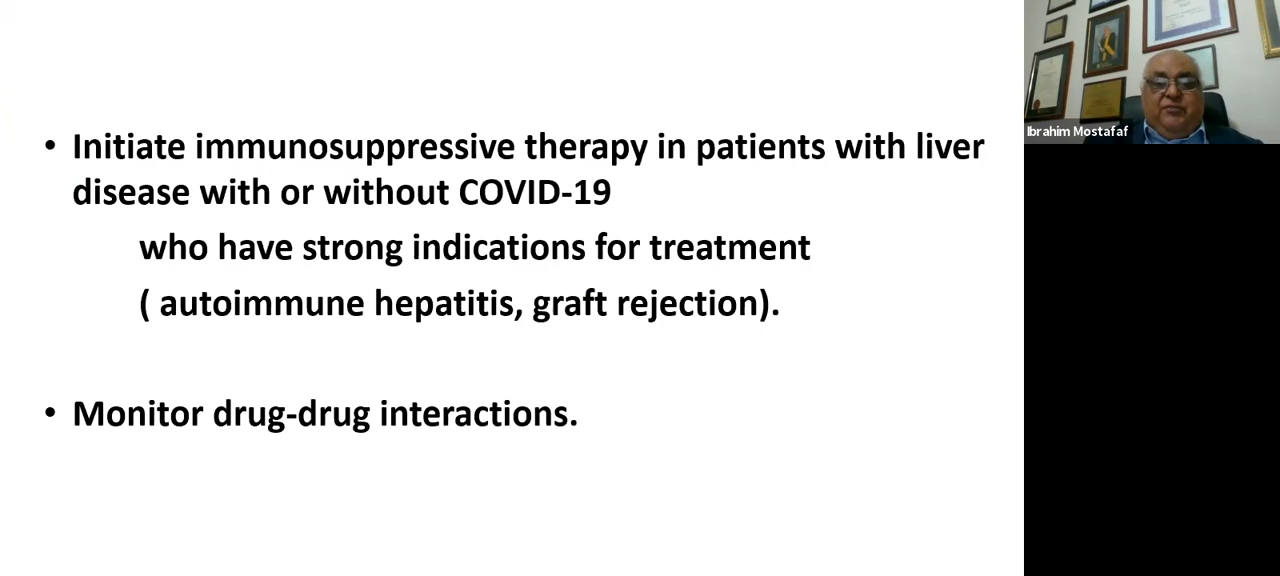 • Initiate immunosuppressive therapy in patients with liver
disease with or without COVID-19
who have strong indications for treatment
( autoimmune hepatitis, graft rejection).
• Monitor drug-drug interactions.
Ibrahim Mostafaf